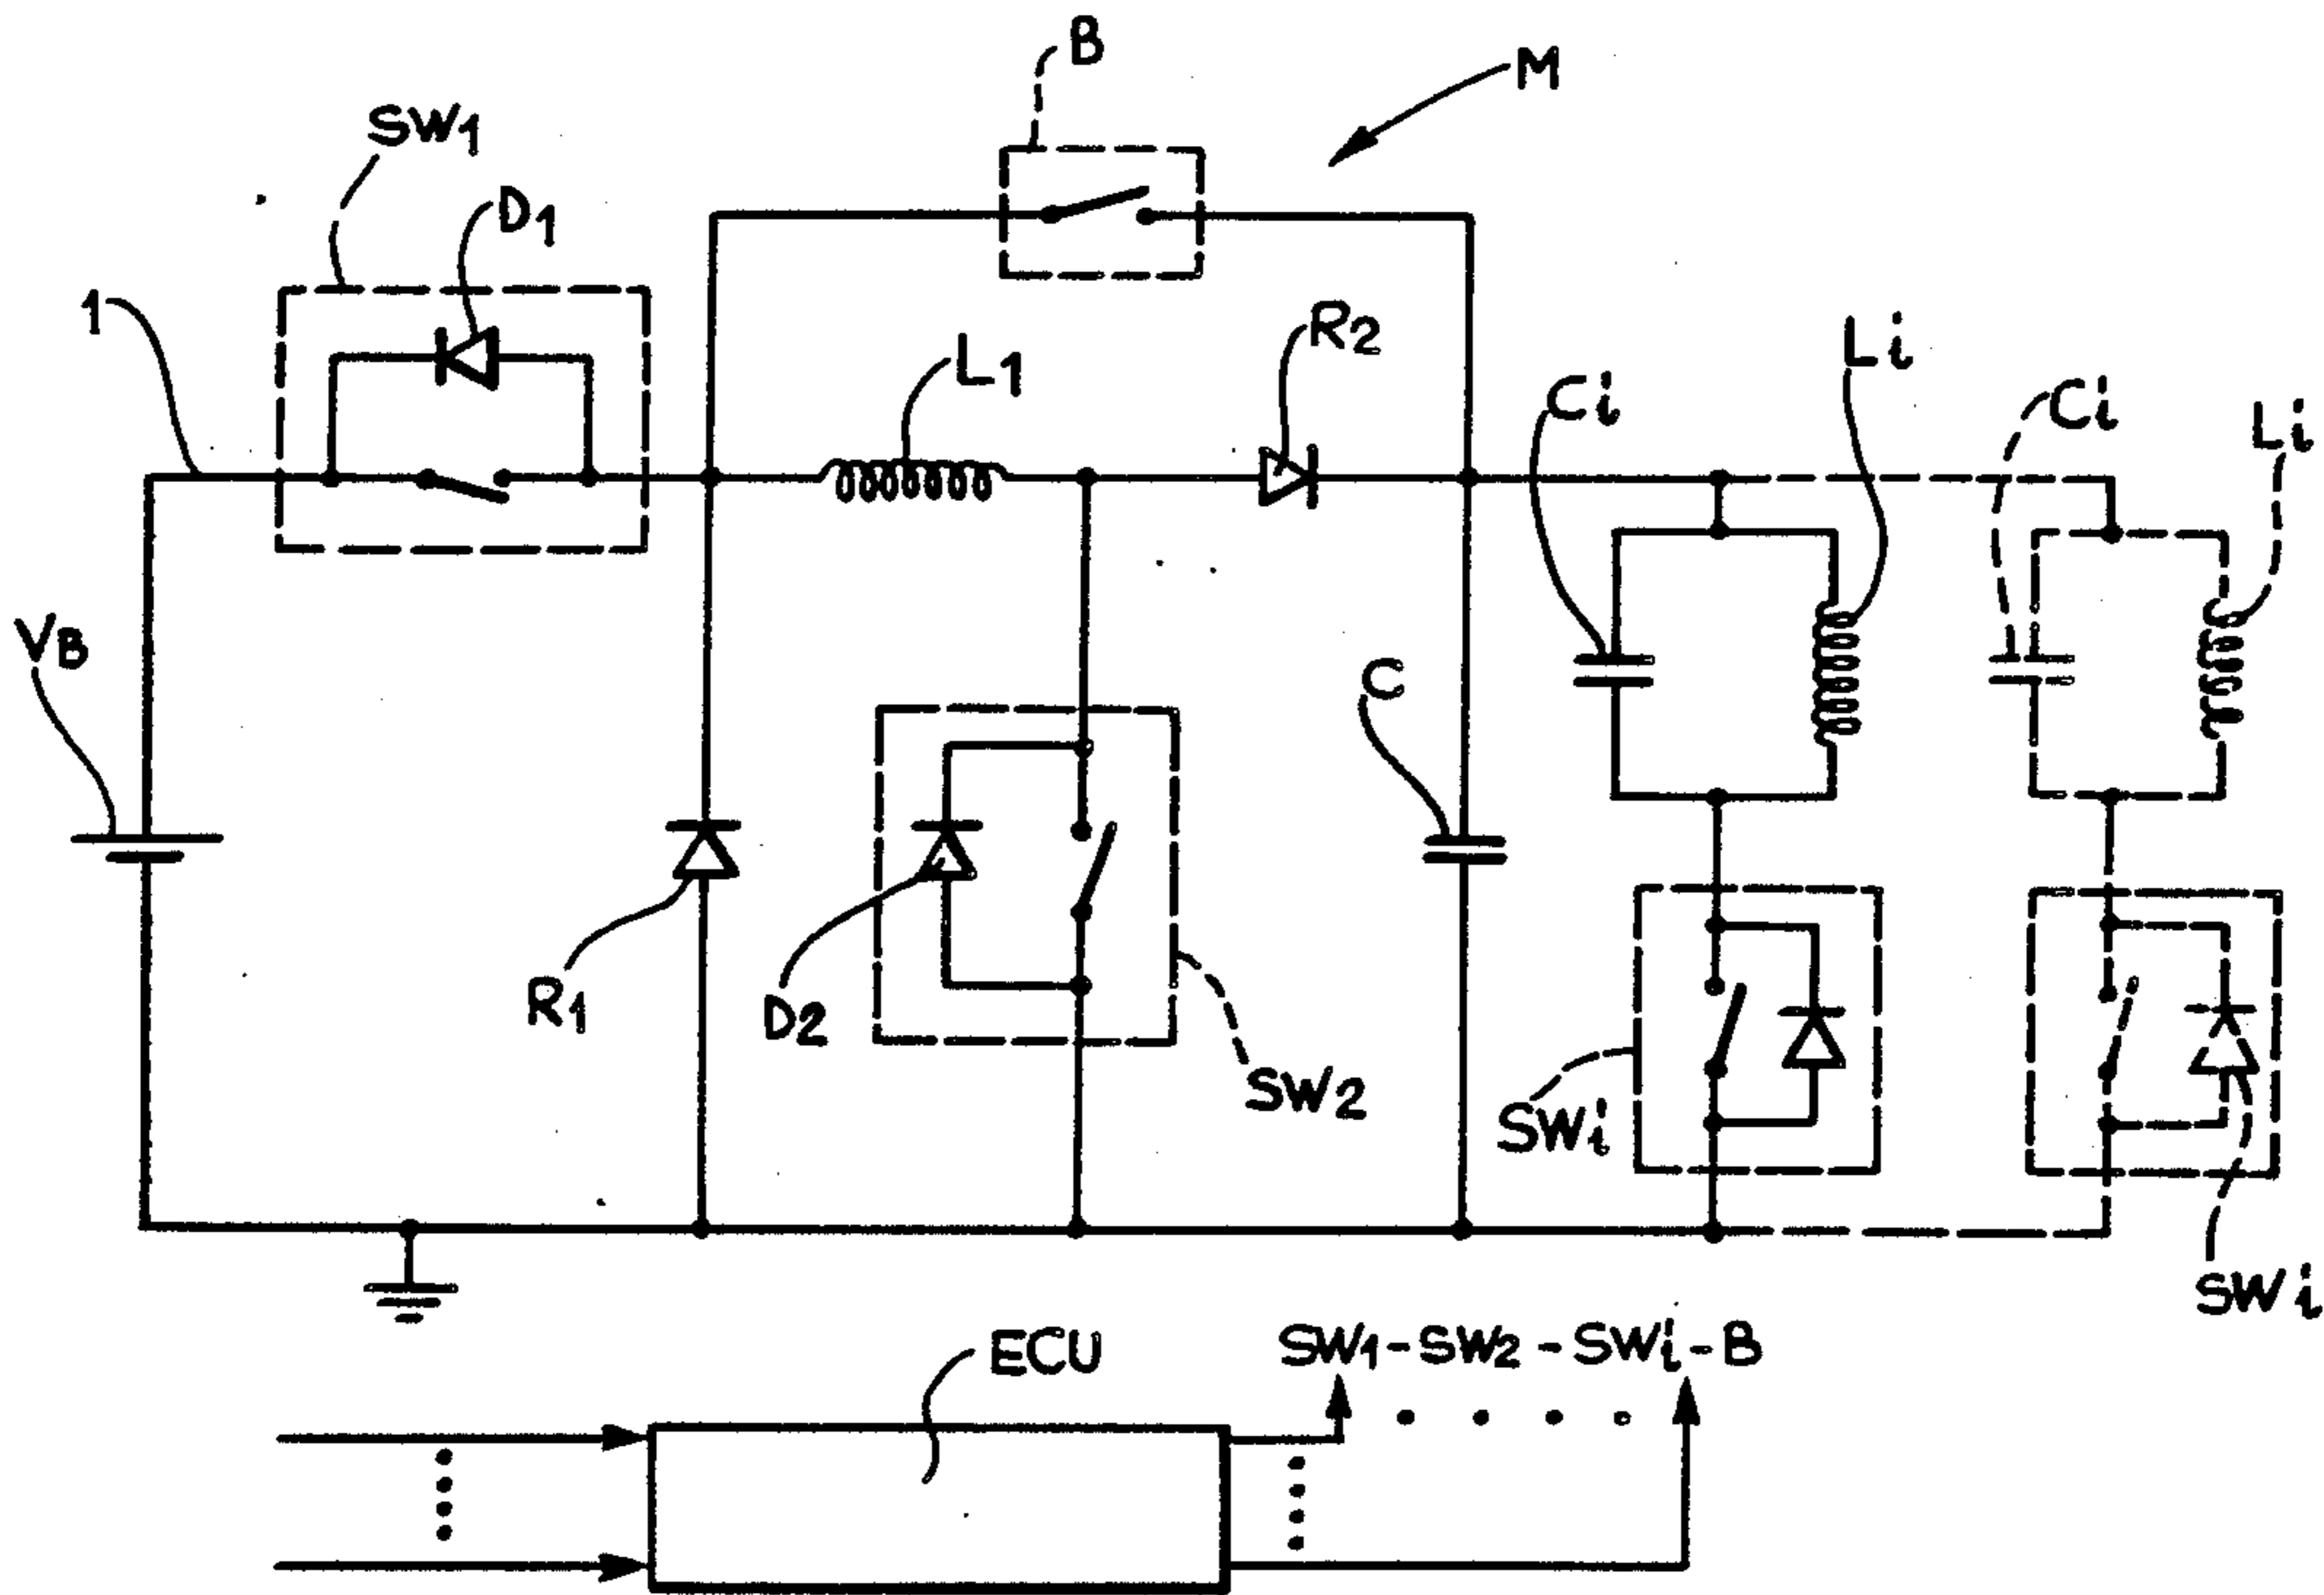 B
M
SW1
D1
1
L1
R2
Li
Ci
Ci
Li
VB
C
R1
D2
SW2
SWi
SWi
ECU
SW1-SW2-SWi-B